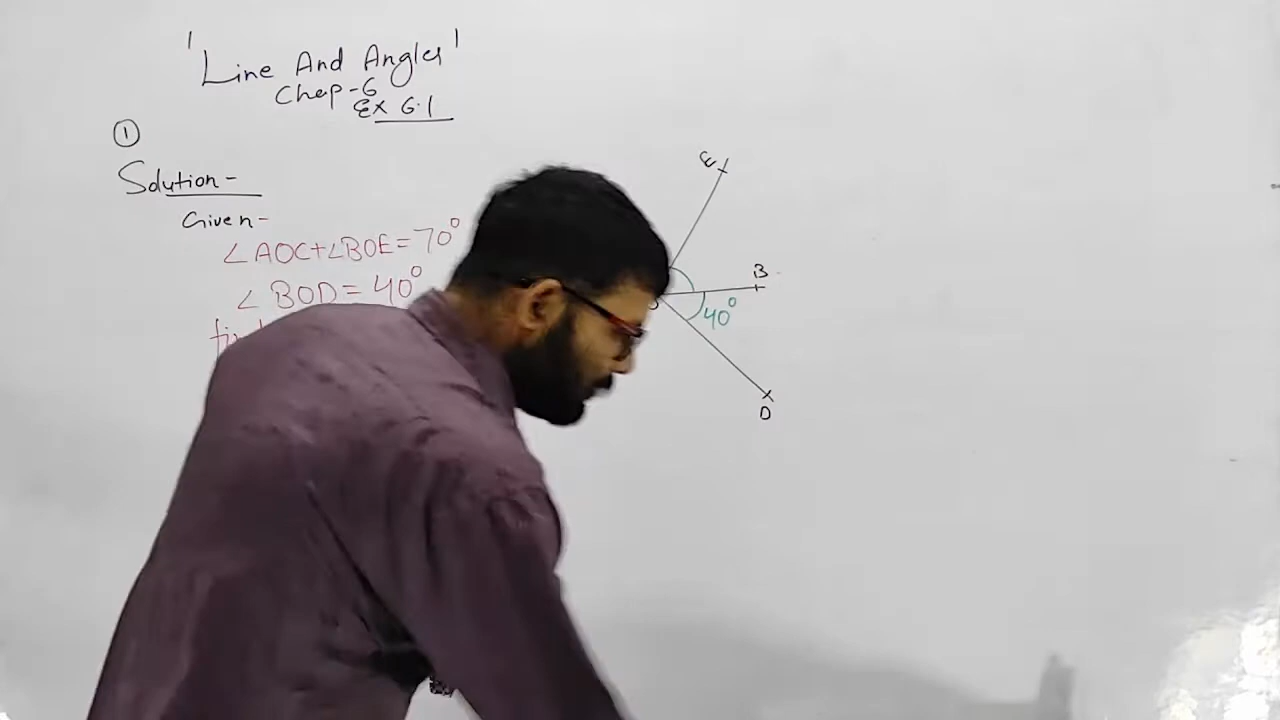 'Line And Angles'
Chap-6
Ex 6.1
①
Solution-
Given-
∠AOC+∠BOE=70°
∠BOD=40°
E
B
40°
D